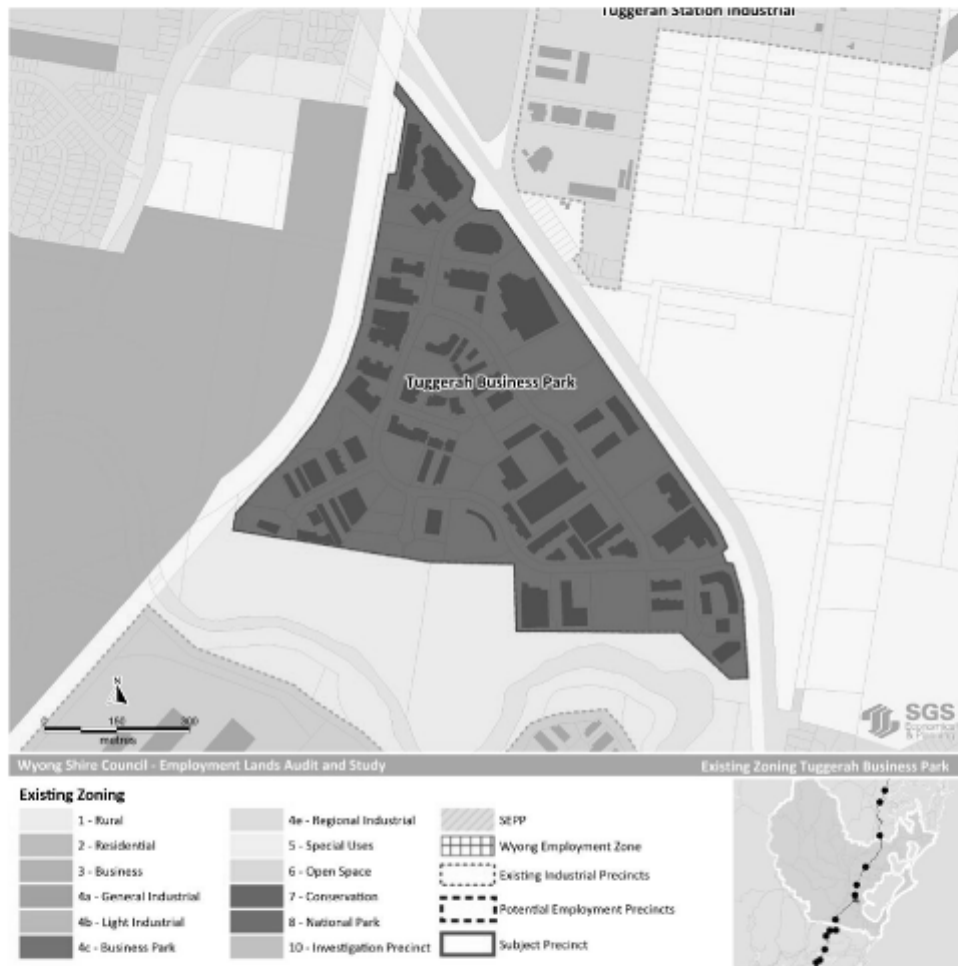 Tuggerah Station Industrial
Tuggerah Business Park
N
0 150 300
metres
SGS
Economics
& Planning
Wyong Shire Council - Employment Lands Audit and Study
Existing Zoning Tuggerah Business Park
Existing Zoning
1 - Rural
2 - Residential
3 - Business
4a - General Industrial
4b - Light Industrial
4c - Business Park
4e - Regional Industrial
5 - Special Uses
6 - Open Space
7 - Conservation
8 - National Park
10 - Investigation Precinct
SEPP
Wyong Employment Zone
Existing Industrial Precincts
Potential Employment Precincts
Subject Precinct